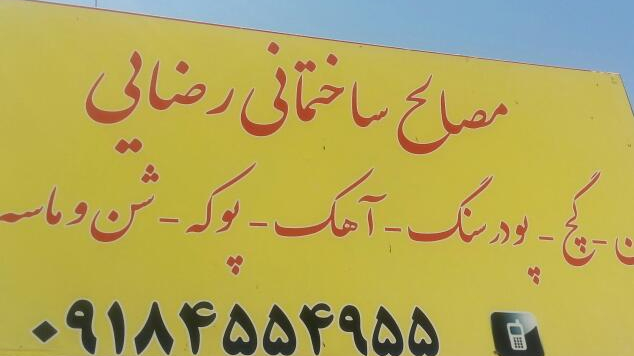 مصالح ساختمانی رضایی
ن - گچ - پودر سنگ - آهک - پوکه - شن و ماسه
۰۹۱۸۴۵۵۴۹۵۵